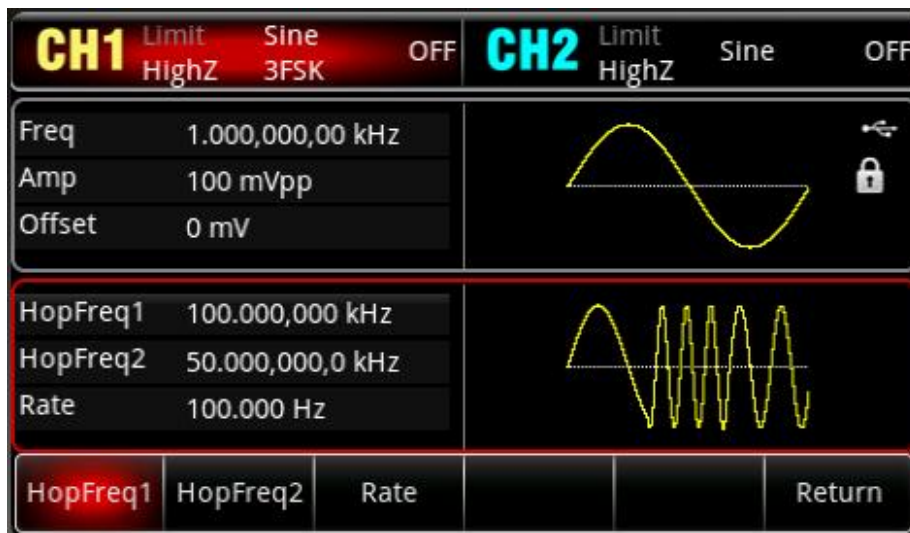 CH1 Limit Sine OFF CH2 Limit Sine OFF
HighZ 3FSK HighZ
Freq 1.000,000,00 kHz
Amp 100 mVpp
Offset 0 mV
HopFreq1 100.000,000 kHz
HopFreq2 50.000,000,0 kHz
Rate 100.000 Hz
HopFreq1 HopFreq2 Rate Return